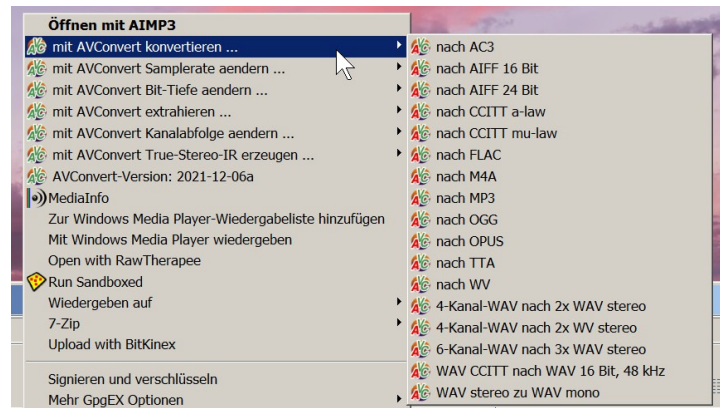 Öffnen mit AIMP3
mit AVConvert konvertieren ...
mit AVConvert Samplerate aendern ...
mit AVConvert Bit-Tiefe aendern ...
mit AVConvert extrahieren ...
mit AVConvert Kanalabfolge aendern ...
mit AVConvert True-Stereo-IR erzeugen ...
AVConvert-Version: 2021-12-06a
MediaInfo
Zur Windows Media Player-Wiedergabeliste hinzufügen
Mit Windows Media Player wiedergeben
Open with RawTherapee
Run Sandboxed
Wiedergeben auf
7-Zip
Upload with BitKinex
Signieren und verschlüsseln
Mehr GpgEX Optionen
nach AC3
nach AIFF 16 Bit
nach AIFF 24 Bit
nach CCITT a-law
nach CCITT mu-law
nach FLAC
nach M4A
nach MP3
nach OGG
nach OPUS
nach TTA
nach WV
4-Kanal-WAV nach 2x WAV stereo
4-Kanal-WAV nach 2x WV stereo
6-Kanal-WAV nach 3x WAV stereo
WAV CCITT nach WAV 16 Bit, 48 kHz
WAV stereo zu WAV mono